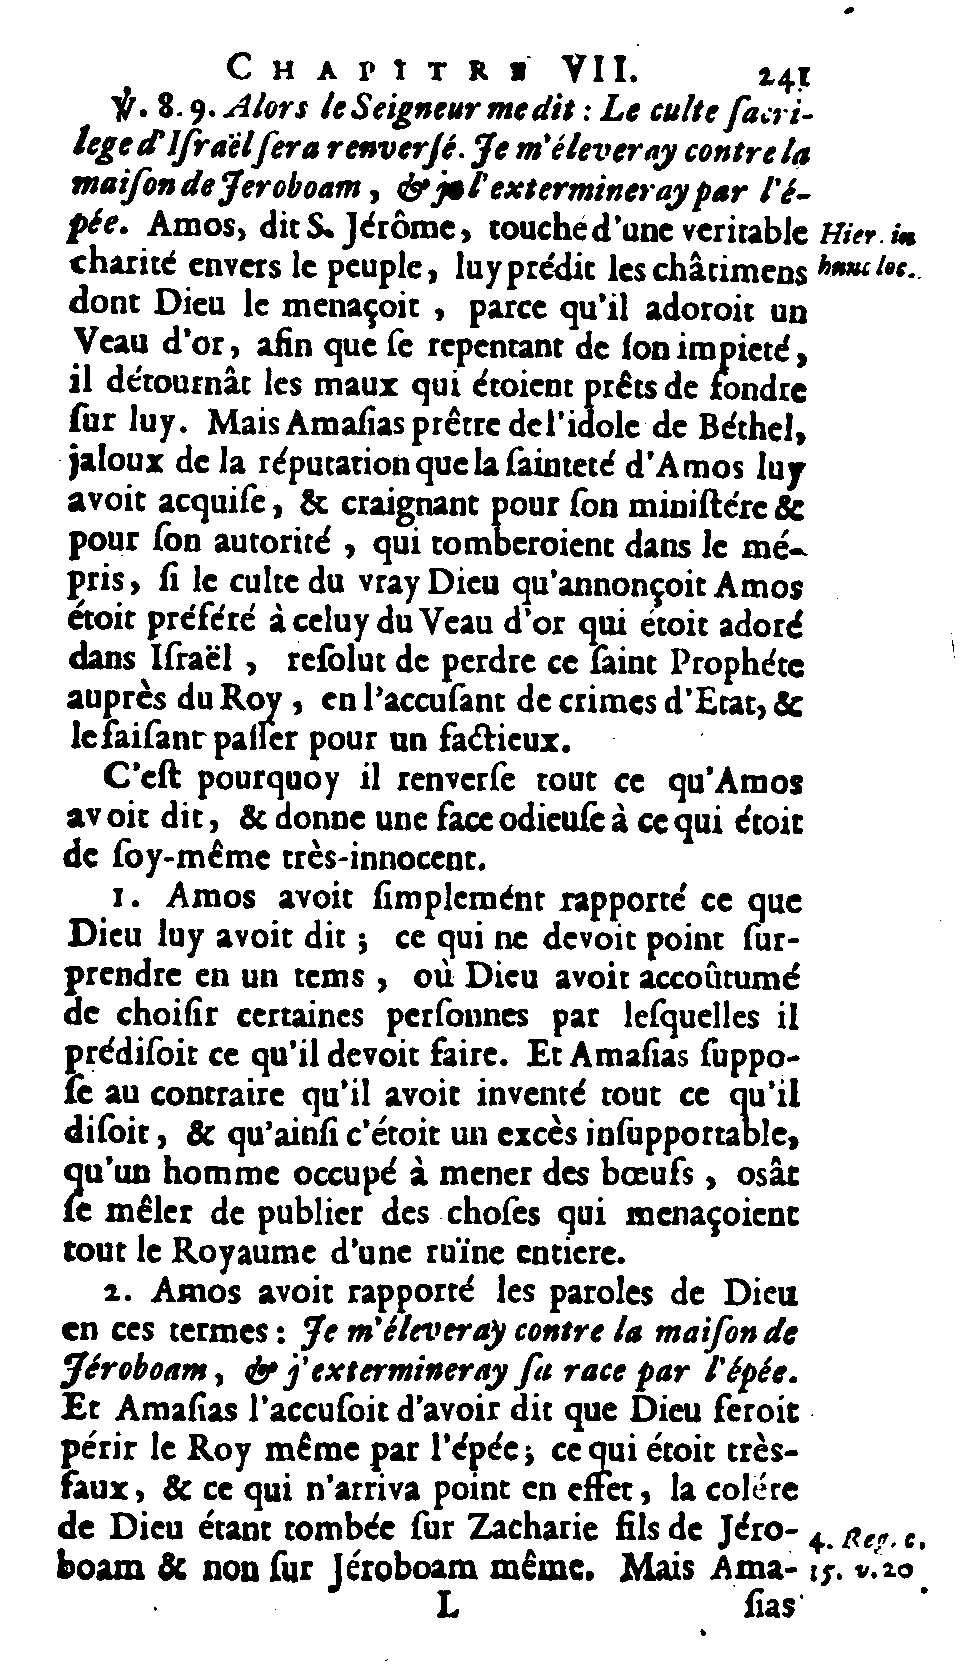 CHAPITRE VII. 241
℣. 8. 9. Alors le Seigneur me dit : Le culte ſacri-
lege d'Iſraël ſera renverſé. Je m'éleveray contre la
maiſon de Jeroboam, & je l'extermineray par l'é-
pée. Amos, dit S. Jérôme, touché d'une veritable
Hier. in
charité envers le peuple, luy prédit les châtimens
hunc loc.
dont Dieu le menaçoit, parce qu'il adoroit un
Veau d'or, afin que ſe repentant de ſon impieté,
il détournât les maux qui étoient prêts de fondre
ſur luy. Mais Amaſias prêtre de l'idole de Béthel,
jaloux de la réputation que la ſainteté d'Amos luy
avoit acquiſe, & craignant pour ſon miniſtére &
pour ſon autorité, qui tomberoient dans le mé-
pris, ſi le culte du vray Dieu qu'annonçoit Amos
étoit préféré à celuy du Veau d'or qui étoit adoré
dans Iſraël, reſolut de perdre ce ſaint Prophéte
auprès du Roy, en l'accuſant de crimes d'Etat, &
le faiſant paſſer pour un factieux.
C'eſt pourquoy il renverſe tout ce qu'Amos
avoit dit, & donne une face odieuſe à ce qui étoit
de ſoy-même très-innocent.
1. Amos avoit ſimplemént rapporté ce que
Dieu luy avoit dit ; ce qui ne devoit point ſur-
prendre en un tems, où Dieu avoit accoûtumé
de choiſir certaines perſonnes par leſquelles il
prédiſoit ce qu'il devoit faire. Et Amaſias ſuppo-
ſe au contraire qu'il avoit inventé tout ce qu'il
diſoit, & qu'ainſi c'étoit un excès inſupportable,
qu'un homme occupé à mener des bœufs, osât
ſe mêler de publier des choſes qui menaçoient
tout le Royaume d'une ruïne entiere.
2. Amos avoit rapporté les paroles de Dieu
en ces termes : Je m'éleveray contre la maiſon de
Jéroboam, & j'extermineray ſa race par l'épée.
Et Amaſias l'accuſoit d'avoir dit que Dieu feroit
périr le Roy même par l'épée ; ce qui étoit très-
faux, & ce qui n'arriva point en effet, la colére
de Dieu étant tombée ſur Zacharie fils de Jéro-
4. Reg. c.
boam & non ſur Jéroboam même. Mais Ama-
15. v. 20
L ſias